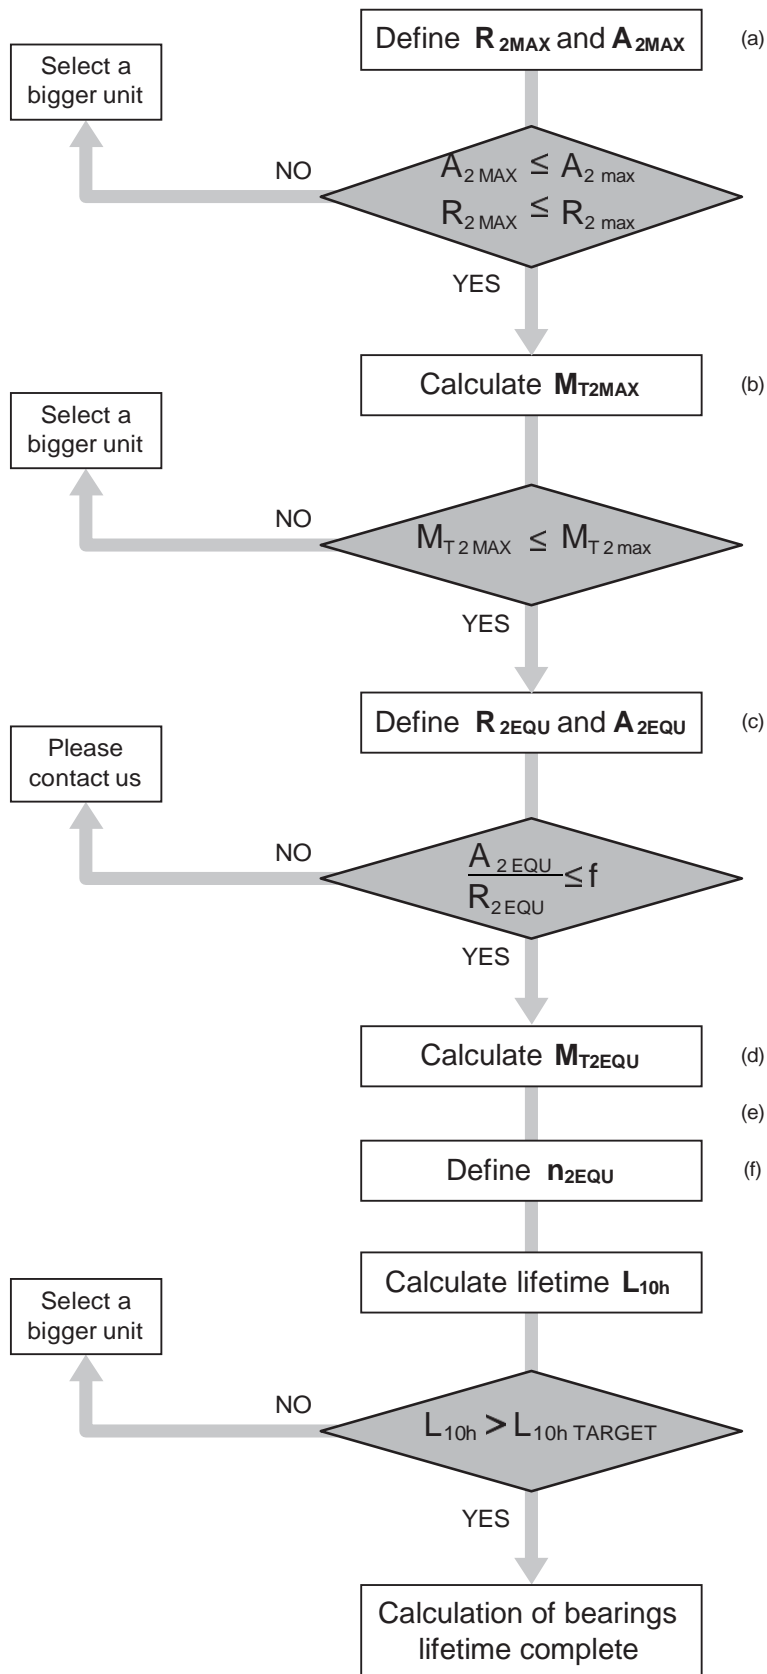 Define R2MAX and A2MAX
(a)
Select a
bigger unit
NO
A2 MAX ≤ A2 max
R2 MAX ≤ R2 max
YES
Calculate MT2MAX
(b)
Select a
bigger unit
NO
MT 2 MAX ≤ MT 2 max
YES
Define R2EQU and A2EQU
(c)
Please
contact us
NO
A2 EQU
≤ f
R2 EQU
YES
Calculate MT2EQU
(d)
(e)
Define n2EQU
(f)
Calculate lifetime L10h
Select a
bigger unit
NO
L10h > L10h TARGET
YES
Calculation of bearings
lifetime complete